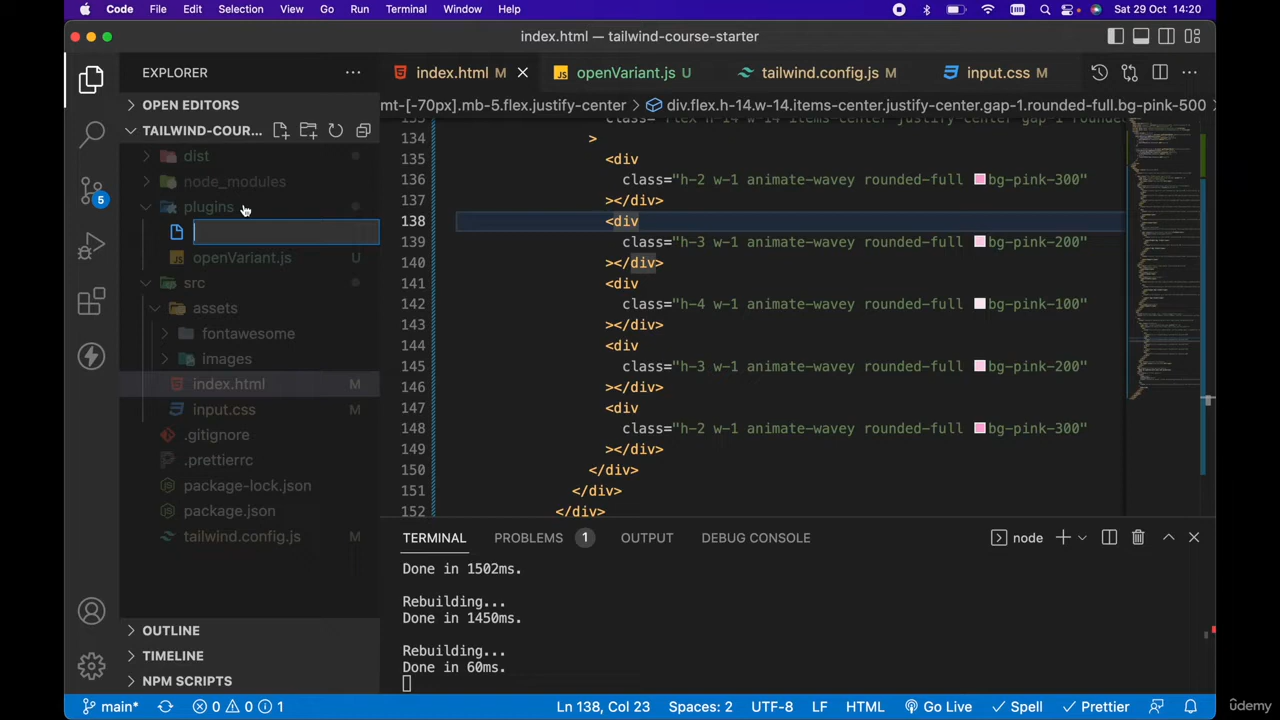 Code File Edit Selection View Go Run Terminal Window Help Sat 29 Oct 14:20
index.html — tailwind-course-starter
EXPLORER
index.html M
openVariant.js U
tailwind.config.js M
input.css M
OPEN EDITORS
mt-[-70px].mb-5.flex.justify-center > div.flex.h-14.w-14.items-center.justify-center.gap-1.rounded-full.bg-pink-500
TAILWIND-COUR...
dist
node_modules
plugins
openVariant.js U
src
assets
fontawesome
images
index.html M
input.css M
.gitignore
.prettierrc
package-lock.json
package.json
tailwind.config.js M
OUTLINE
TIMELINE
NPM SCRIPTS
5
134 >
135 <div
136 class="h-2 w-1 animate-wavey rounded-full bg-pink-300"
137 ></div>
138 <div
139 class="h-3 w-1 animate-wavey rounded-full bg-pink-200"
140 ></div>
141 <div
142 class="h-4 w-1 animate-wavey rounded-full bg-pink-100"
143 ></div>
144 <div
145 class="h-3 w-1 animate-wavey rounded-full bg-pink-200"
146 ></div>
147 <div
148 class="h-2 w-1 animate-wavey rounded-full bg-pink-300"
149 ></div>
150 </div>
151 </div>
152 </div>
TERMINAL PROBLEMS 1 OUTPUT DEBUG CONSOLE node
Done in 1502ms.
Rebuilding...
Done in 1450ms.
Rebuilding...
Done in 60ms.
main* 0 0 1 Ln 138, Col 23 Spaces: 2 UTF-8 LF HTML Go Live Spell Prettier
udemy